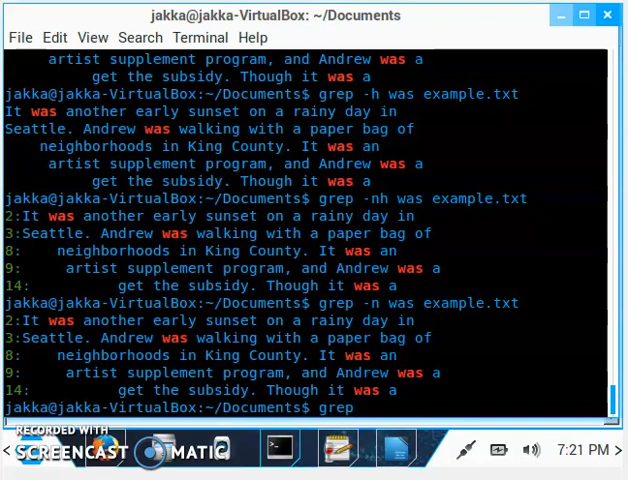 jakka@jakka-VirtualBox: ~/Documents
File Edit View Search Terminal Help
artist supplement program, and Andrew was a
get the subsidy. Though it was a
jakka@jakka-VirtualBox:~/Documents$ grep -h was example.txt
It was another early sunset on a rainy day in
Seattle. Andrew was walking with a paper bag of
neighborhoods in King County. It was an
artist supplement program, and Andrew was a
get the subsidy. Though it was a
jakka@jakka-VirtualBox:~/Documents$ grep -nh was example.txt
2:It was another early sunset on a rainy day in
3:Seattle. Andrew was walking with a paper bag of
8: neighborhoods in King County. It was an
9: artist supplement program, and Andrew was a
14: get the subsidy. Though it was a
jakka@jakka-VirtualBox:~/Documents$ grep -n was example.txt
2:It was another early sunset on a rainy day in
3:Seattle. Andrew was walking with a paper bag of
8: neighborhoods in King County. It was an
9: artist supplement program, and Andrew was a
14: get the subsidy. Though it was a
jakka@jakka-VirtualBox:~/Documents$ grep
RECORDED WITH
SCREENCAST MATIC
7:21 PM